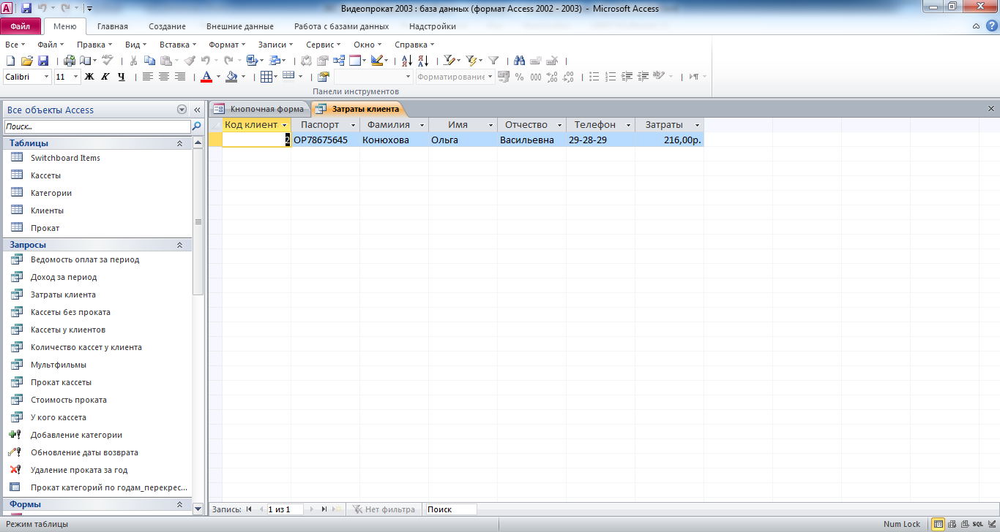 Видеопрокат 2003 : база данных (формат Access 2002 - 2003) - Microsoft Access
Файл Меню Главная Создание Внешние данные Работа с базами данных Надстройки
Все Файл Правка Вид Вставка Формат Записи Сервис Окно Справка
Calibri 11 Ж К Ч Форматирование % 000
Панели инструментов
Все объекты Access
Поиск...
Таблицы
Switchboard Items
Кассеты
Категории
Клиенты
Прокат
Запросы
Ведомость оплат за период
Доход за период
Затраты клиента
Кассеты без проката
Кассеты у клиентов
Количество кассет у клиента
Мультфильмы
Прокат кассеты
Стоимость проката
У кого кассета
Добавление категории
Обновление даты возврата
Удаление проката за год
Прокат категорий по годам_перекрес...
Формы
Кнопочная форма Затраты клиента
Код клиент Паспорт Фамилия Имя Отчество Телефон Затраты
2 ОР78675645 Конюхова Ольга Васильевна 29-28-29 216,00р.
Запись: 1 из 1 Нет фильтра Поиск
Режим таблицы Num Lock SQL